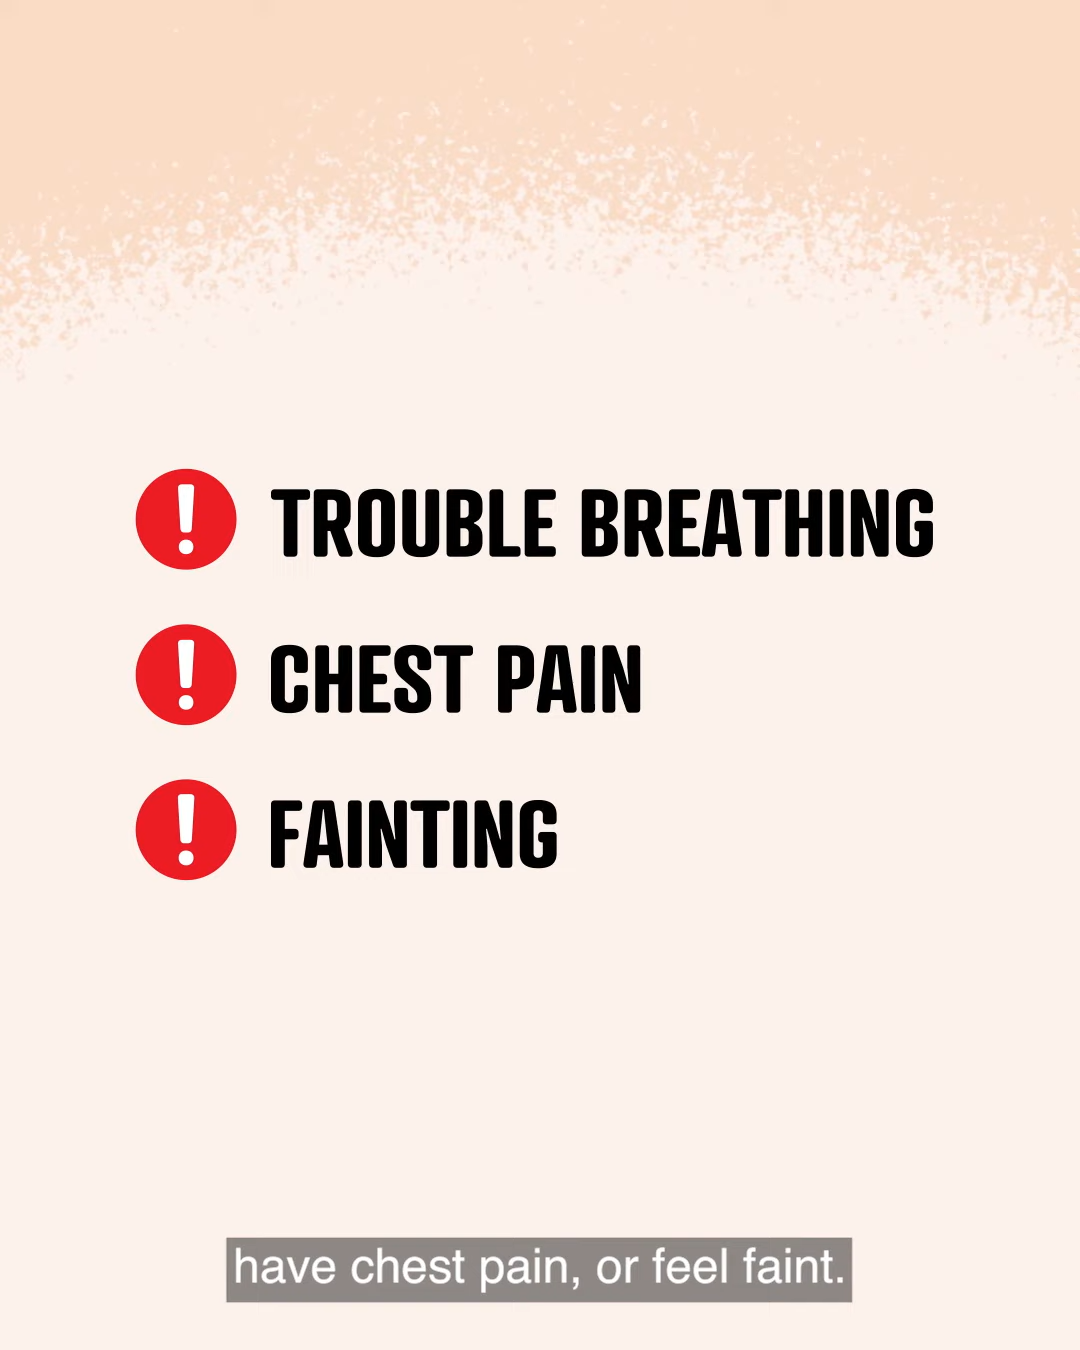 TROUBLE BREATHING
CHEST PAIN
FAINTING
have chest pain, or feel faint.